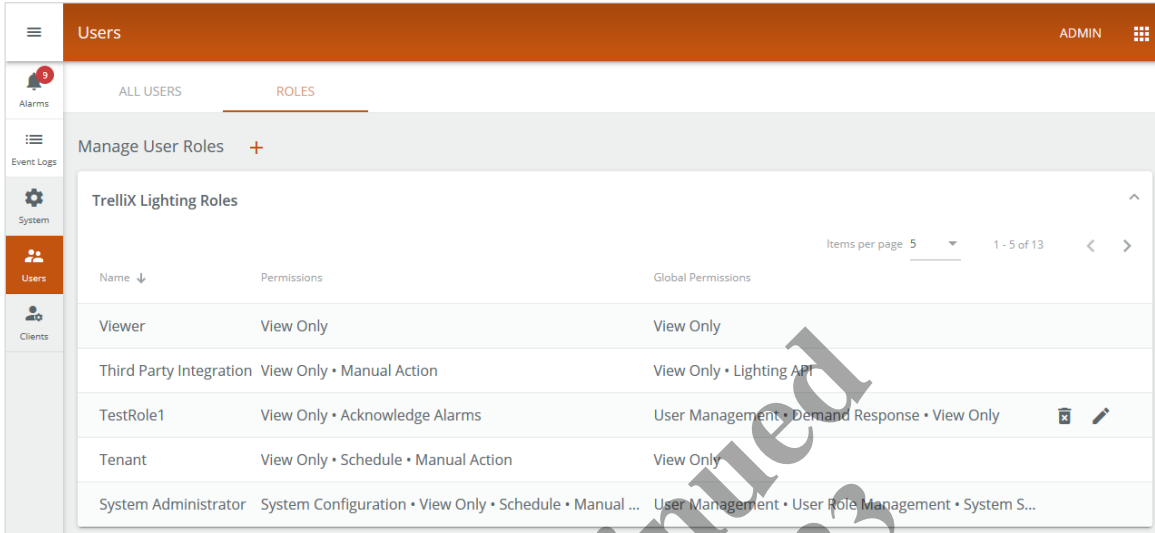 Users
ADMIN
9
Alarms
ALL USERS
ROLES
Event Logs
Manage User Roles +
System
TrelliX Lighting Roles
Items per page 5
1 - 5 of 13
Users
Name Permissions Global Permissions
Clients
Viewer View Only View Only
Third Party Integration View Only • Manual Action View Only • Lighting API
TestRole1 View Only • Acknowledge Alarms User Management • Demand Response • View Only
Tenant View Only • Schedule • Manual Action View Only
System Administrator System Configuration • View Only • Schedule • Manual ... User Management • User Role Management • System S...